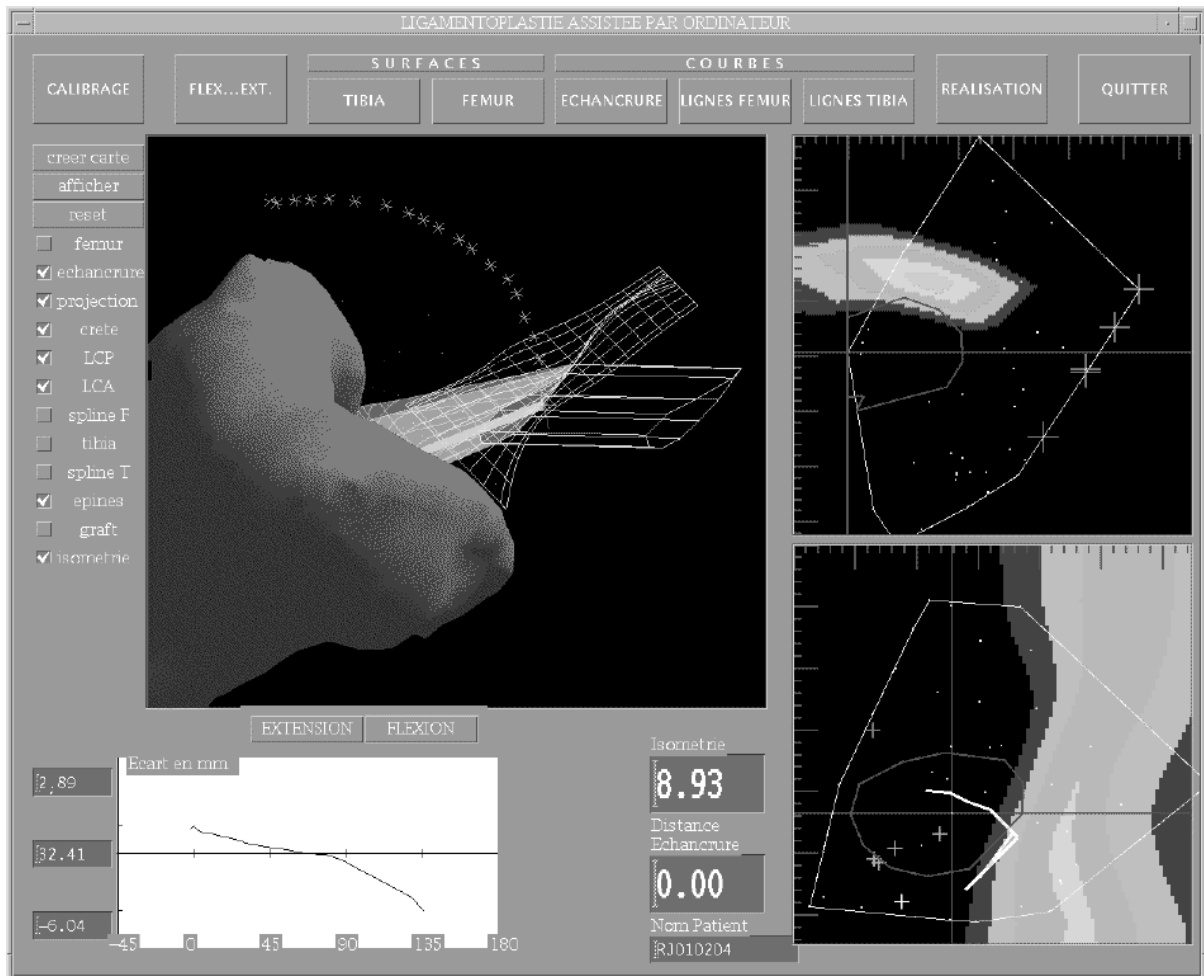 LIGAMENTOPLASTIE ASSISTEE PAR ORDINATEUR
CALIBRAGE
FLEX...EXT.
SURFACES
TIBIA
FEMUR
COURBES
ECHANCRURE
LIGNES FEMUR
LIGNES TIBIA
REALISATION
QUITTER
creer carte
afficher
reset
femur
echancrure
projection
crete
LCP
LCA
spline F
tibia
spline T
epines
graft
isometrie
EXTENSION
FLEXION
Ecart en mm
2,89
32.41
-6.04
-45 0 45 90 135 180
Isometrie
8.93
Distance
Echancrure
0.00
Nom Patient
RJ010204